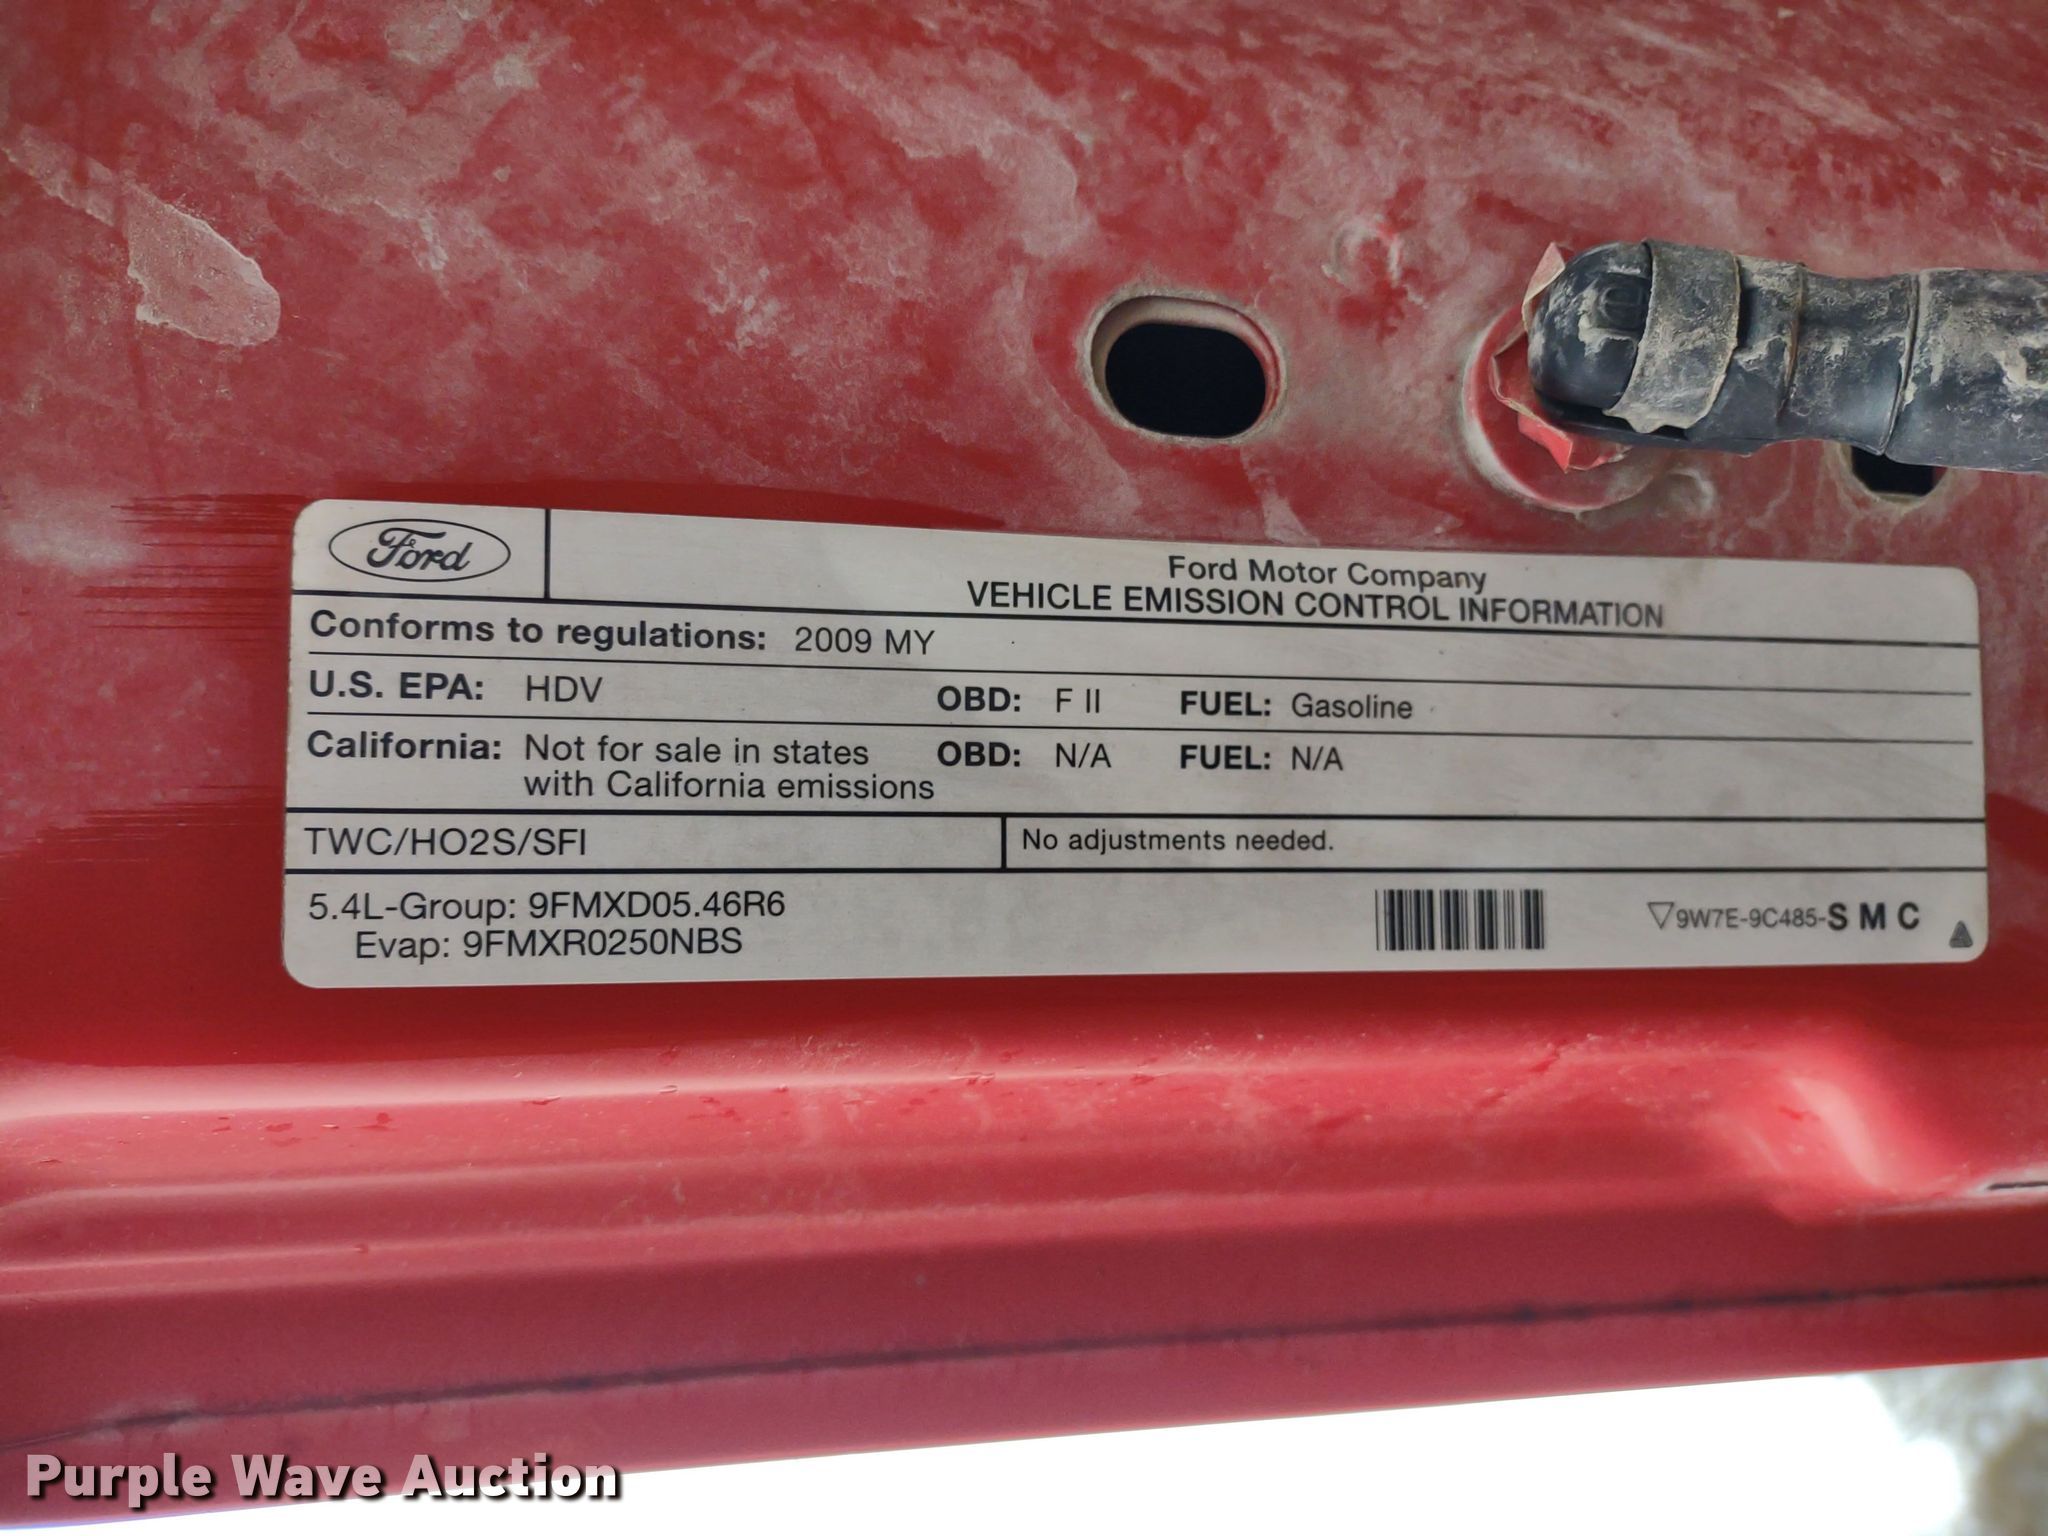 Ford
Ford Motor Company
VEHICLE EMISSION CONTROL INFORMATION
Conforms to regulations: 2009 MY
U.S. EPA: HDV OBD: F II FUEL: Gasoline
California: Not for sale in states OBD: N/A FUEL: N/A
with California emissions
TWC/HO2S/SFI No adjustments needed.
5.4L-Group: 9FMXD05.46R6
Evap: 9FMXR0250NBS
9W7E-9C485-S M C
Purple Wave Auction